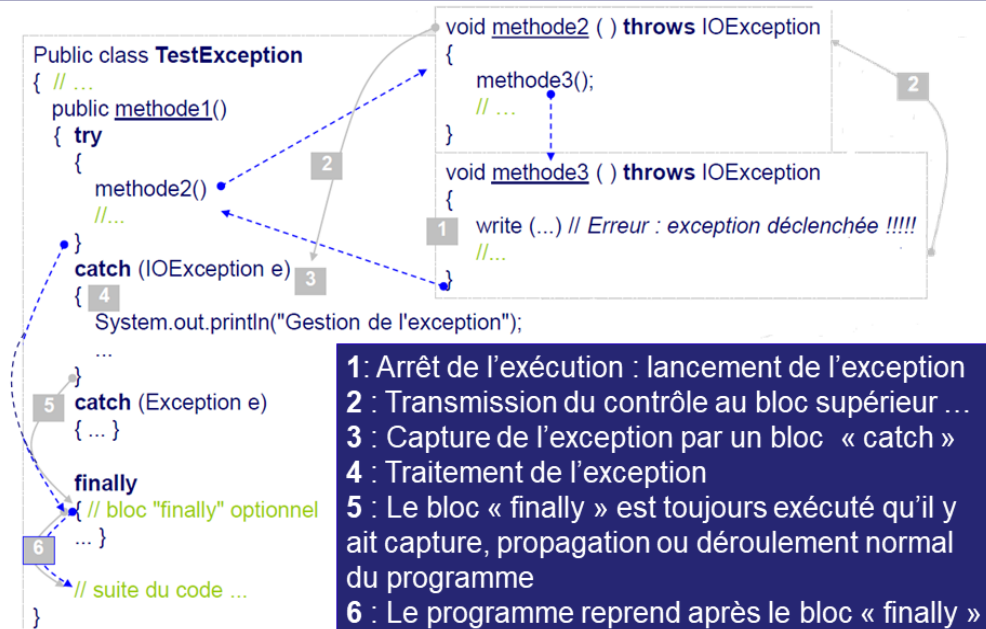 Public class TestException
{ // ...
public methode1()
{ try
{
methode2()
//...
}
catch (IOException e)
{
System.out.println("Gestion de l'exception");
...
}
catch (Exception e)
{ ... }
finally
{ // bloc "finally" optionnel
... }
// suite du code ...
}
2
3
4
5
6
void methode2 ( ) throws IOException
{
methode3();
// ...
}
2
void methode3 ( ) throws IOException
{
1
write (...) // Erreur : exception déclenchée !!!!!
//...
}
1: Arrêt de l’exécution : lancement de l’exception
2 : Transmission du contrôle au bloc supérieur ...
3 : Capture de l’exception par un bloc « catch »
4 : Traitement de l’exception
5 : Le bloc « finally » est toujours exécuté qu’il y
ait capture, propagation ou déroulement normal
du programme
6 : Le programme reprend après le bloc « finally »